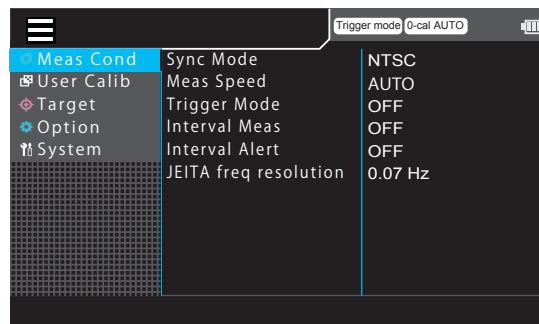 Trigger mode 0-cal AUTO
Meas Cond Sync Mode NTSC
User Calib Meas Speed AUTO
Target Trigger Mode OFF
Option Interval Meas OFF
System Interval Alert OFF
JEITA freq resolution 0.07 Hz